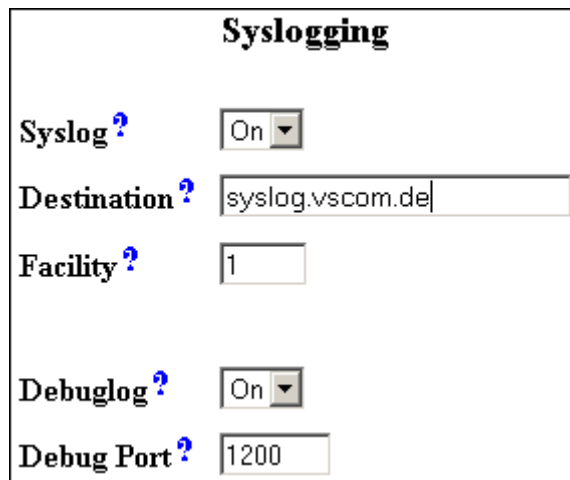 Syslogging
Syslog ? On
Destination ? syslog.vscom.de
Facility ? 1
Debuglog ? On
Debug Port ? 1200